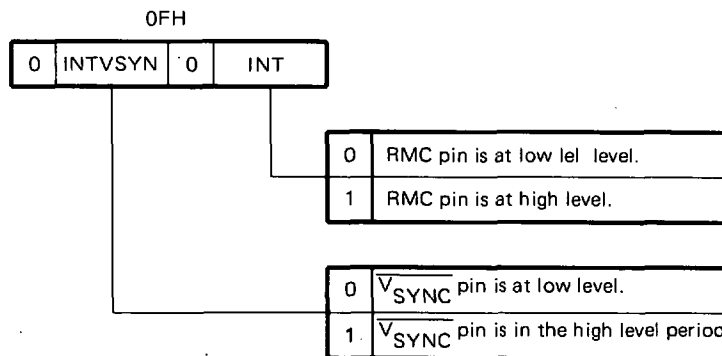 0FH
0 INTVSYN 0 INT
0 RMC pin is at low lel level.
1 RMC pin is at high level.
0 VSYNC pin is at low level.
1 VSYNC pin is in the high level period